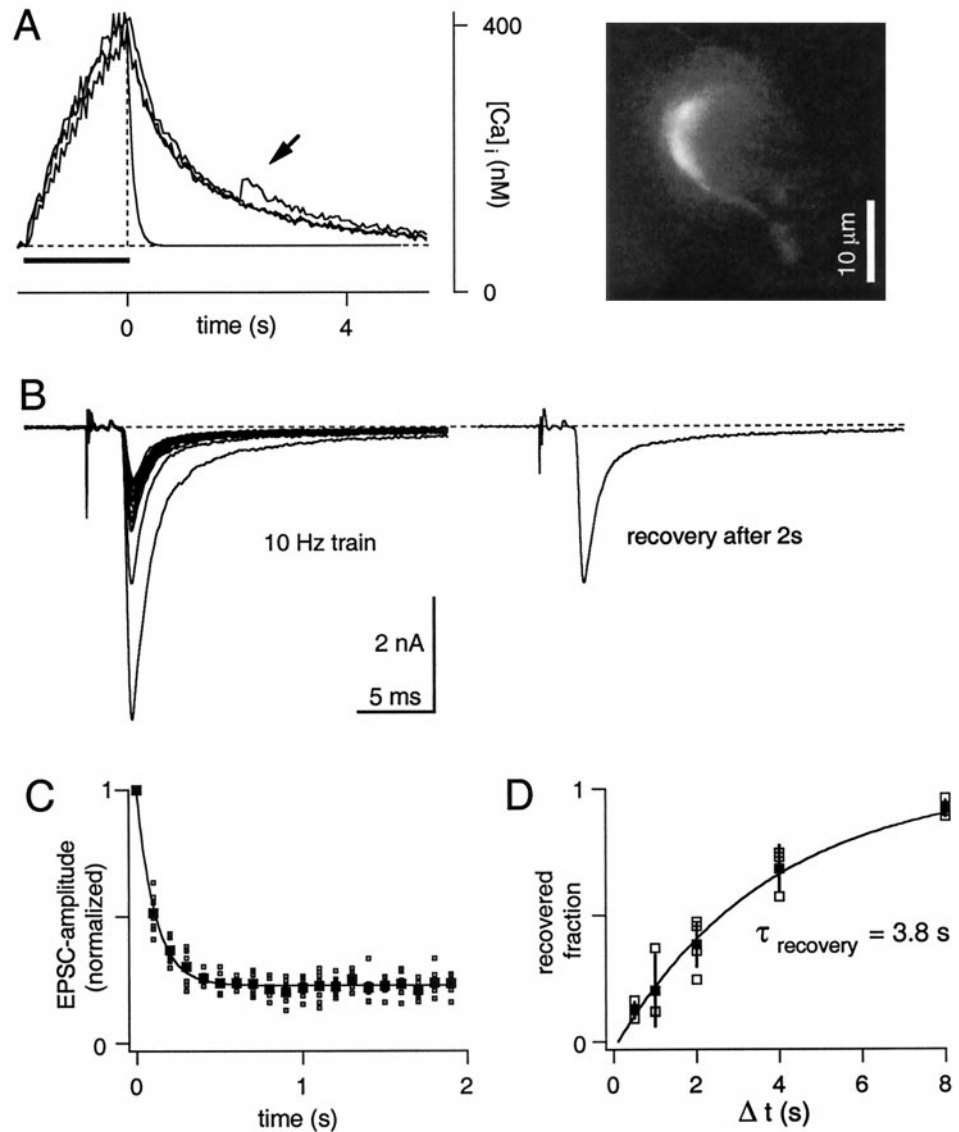 A
400
[Ca]i (nM)
0
0
4
time (s)
10 µm
B
10 Hz train
recovery after 2s
2 nA
5 ms
C
1
EPSC-amplitude
(normalized)
0
0
1
2
time (s)
D
1
recovered
fraction
τ recovery = 3.8 s
0
0
2
4
6
8
Δ t (s)